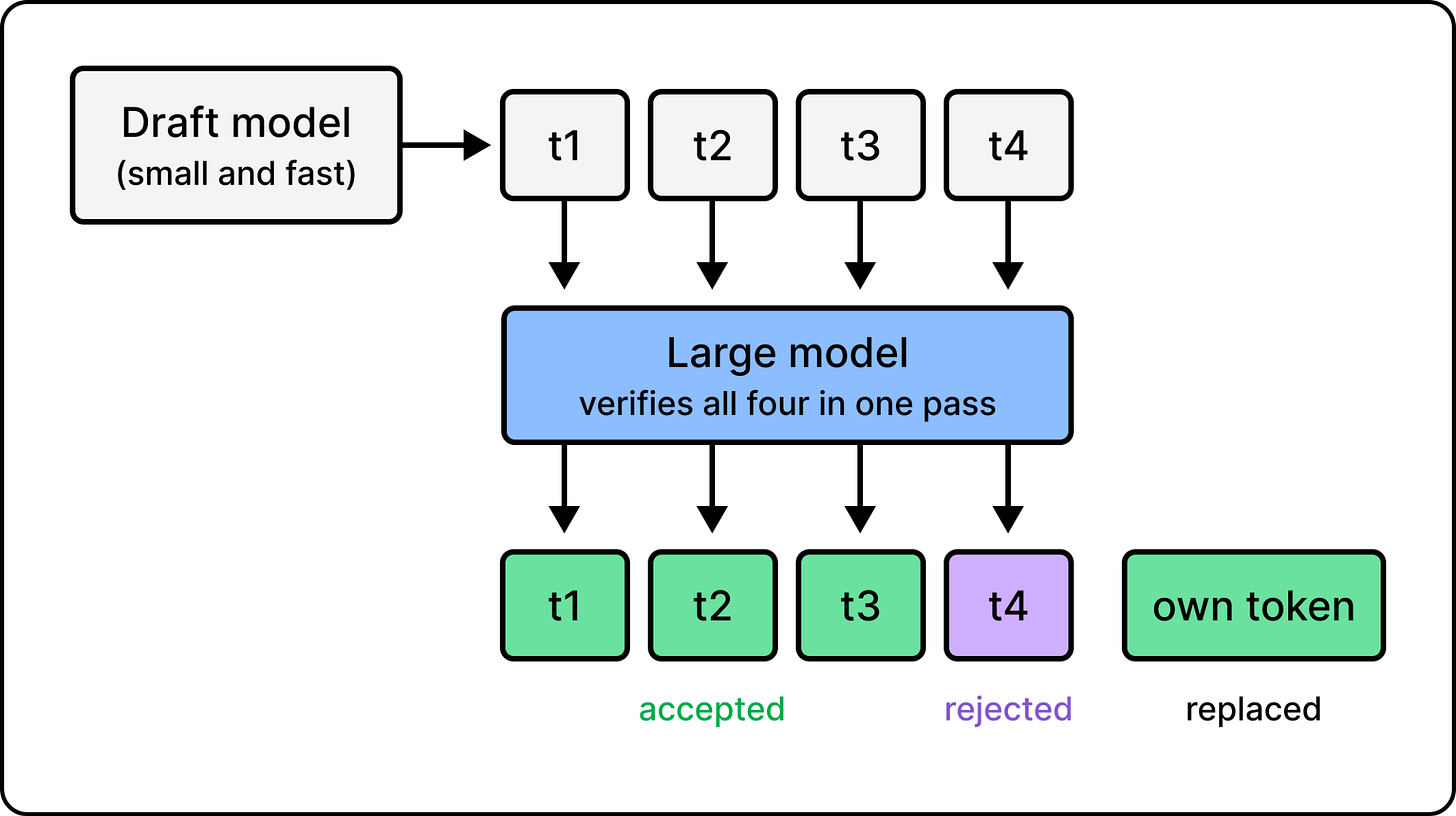 Draft model
(small and fast)
t1
t2
t3
t4
Large model
verifies all four in one pass
t1
t2
t3
t4
own token
accepted
rejected
replaced